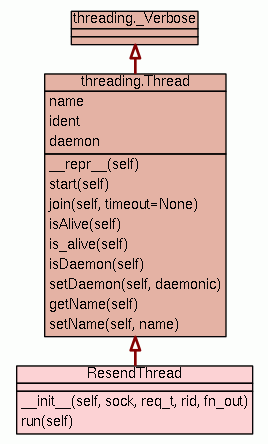 threading._Verbose
threading.Thread
name
ident
daemon
__repr__(self)
start(self)
join(self, timeout=None)
isAlive(self)
is_alive(self)
isDaemon(self)
setDaemon(self, daemonic)
getName(self)
setName(self, name)
ResendThread
__init__(self, sock, req_t, rid, fn_out)
run(self)